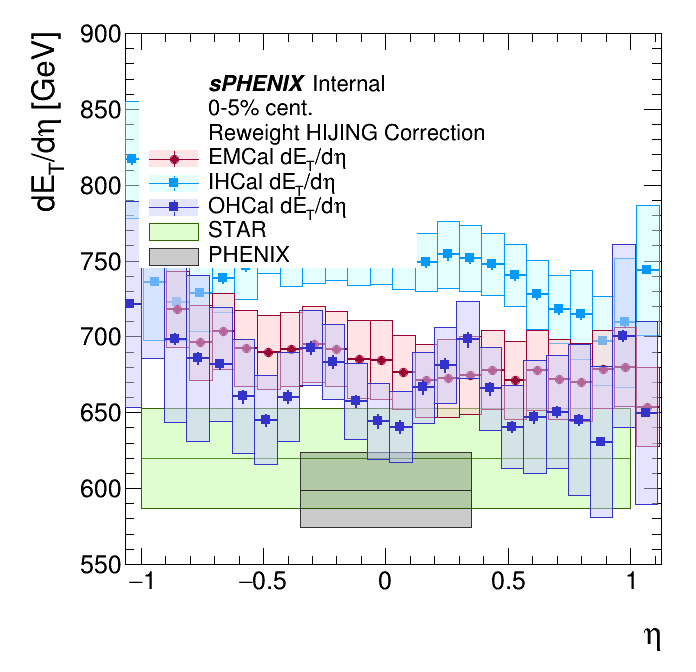 dE_T/dη [GeV]
900
850
800
750
700
650
600
550
sPHENIX Internal
0-5% cent.
Reweight HIJING Correction
EMCal dE_T/dη
IHCal dE_T/dη
OHCal dE_T/dη
STAR
PHENIX
−1
−0.5
0
0.5
1
η